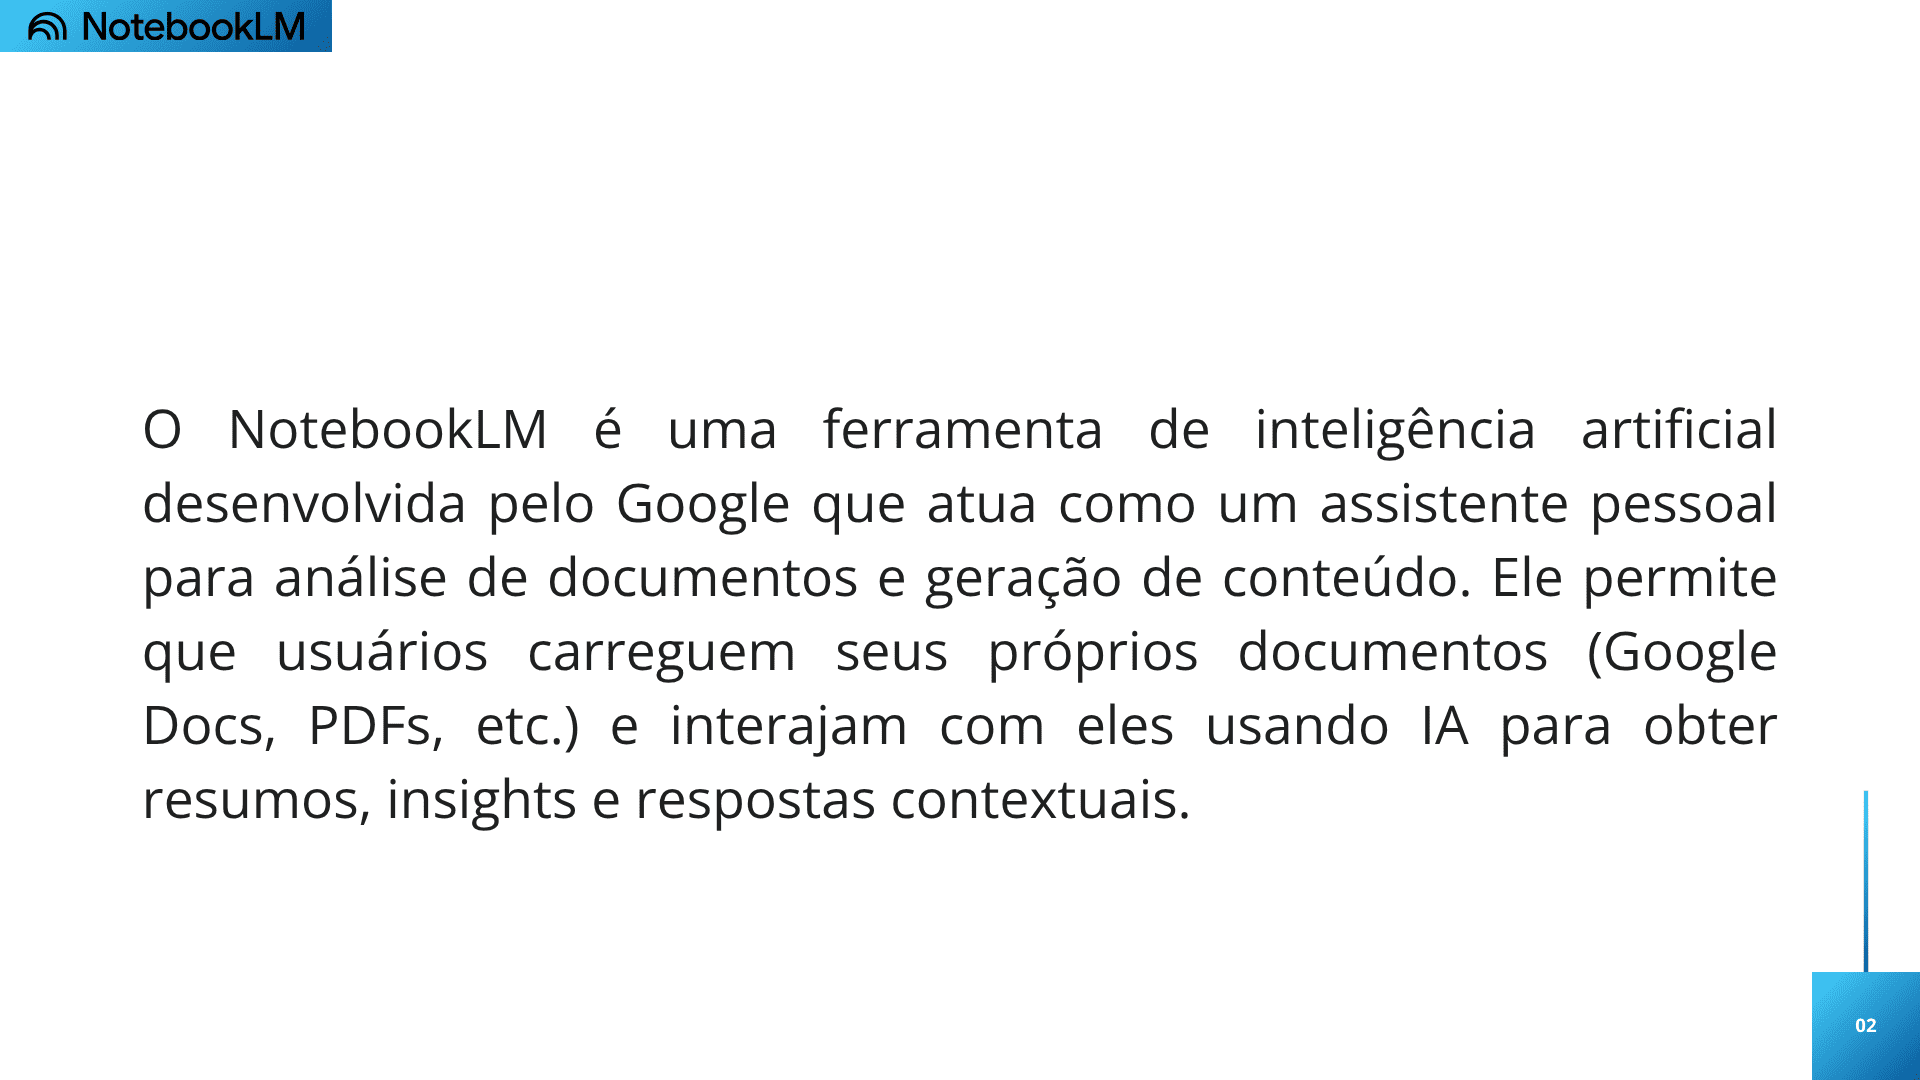 NotebookLM
O NotebookLM é uma ferramenta de inteligência artificial
desenvolvida pelo Google que atua como um assistente pessoal
para análise de documentos e geração de conteúdo. Ele permite
que usuários carreguem seus próprios documentos (Google
Docs, PDFs, etc.) e interajam com eles usando IA para obter
resumos, insights e respostas contextuais.
02